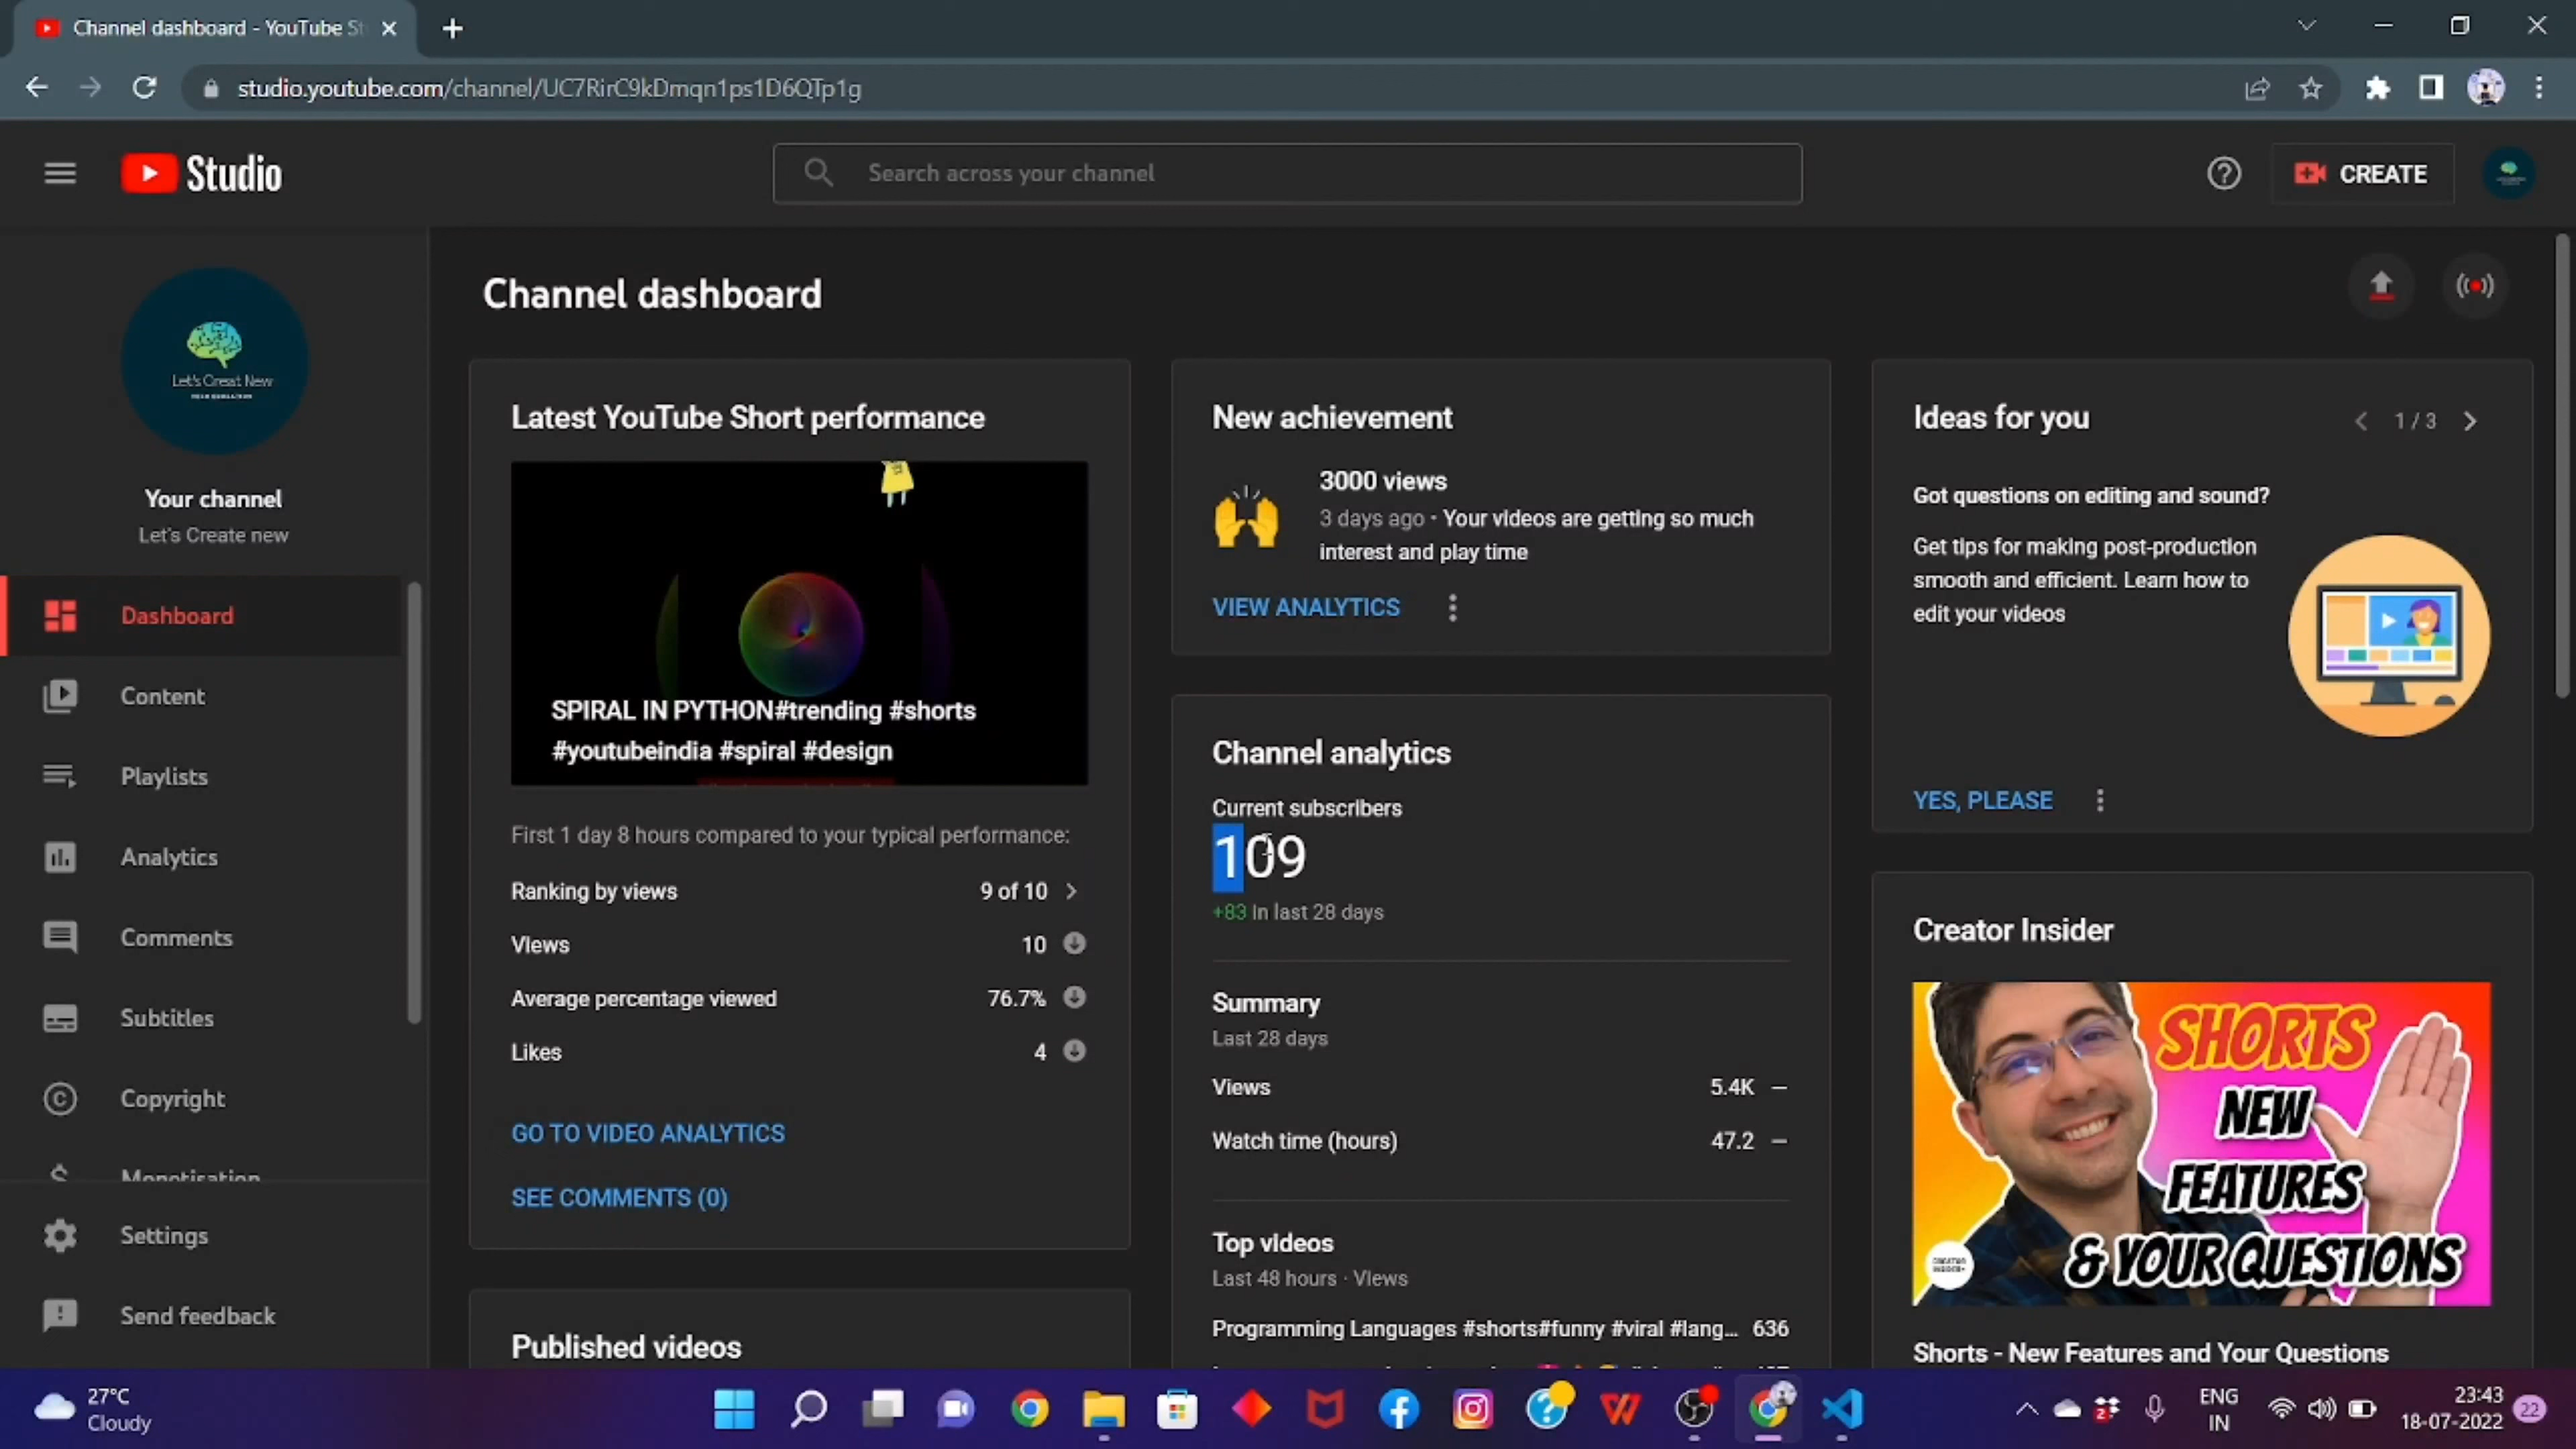 Channel dashboard - YouTube St
studio.youtube.com/channel/UC7RirC9kDmqn1ps1D6QTp1g
Studio
Search across your channel
CREATE
Let's Creat New
Your channel
Let's Create new
Dashboard
Content
Playlists
Analytics
Comments
Subtitles
Copyright
Monetisation
Settings
Send feedback
Channel dashboard
Latest YouTube Short performance
SPIRAL IN PYTHON#trending #shorts
#youtubeindia #spiral #design
First 1 day 8 hours compared to your typical performance:
Ranking by views 9 of 10
Views 10
Average percentage viewed 76.7%
Likes 4
GO TO VIDEO ANALYTICS
SEE COMMENTS (0)
Published videos
New achievement
3000 views
3 days ago · Your videos are getting so much
interest and play time
VIEW ANALYTICS
Channel analytics
Current subscribers
109
+83 in last 28 days
Summary
Last 28 days
Views 5.4K —
Watch time (hours) 47.2 —
Top videos
Last 48 hours · Views
Programming Languages #shorts#funny #viral #lang... 636
Ideas for you
1 / 3
Got questions on editing and sound?
Get tips for making post-production
smooth and efficient. Learn how to
edit your videos
YES, PLEASE
Creator Insider
SHORTS
NEW
FEATURES
& YOUR QUESTIONS
Shorts - New Features and Your Questions
27°C
Cloudy
ENG
IN
23:43
18-07-2022
22